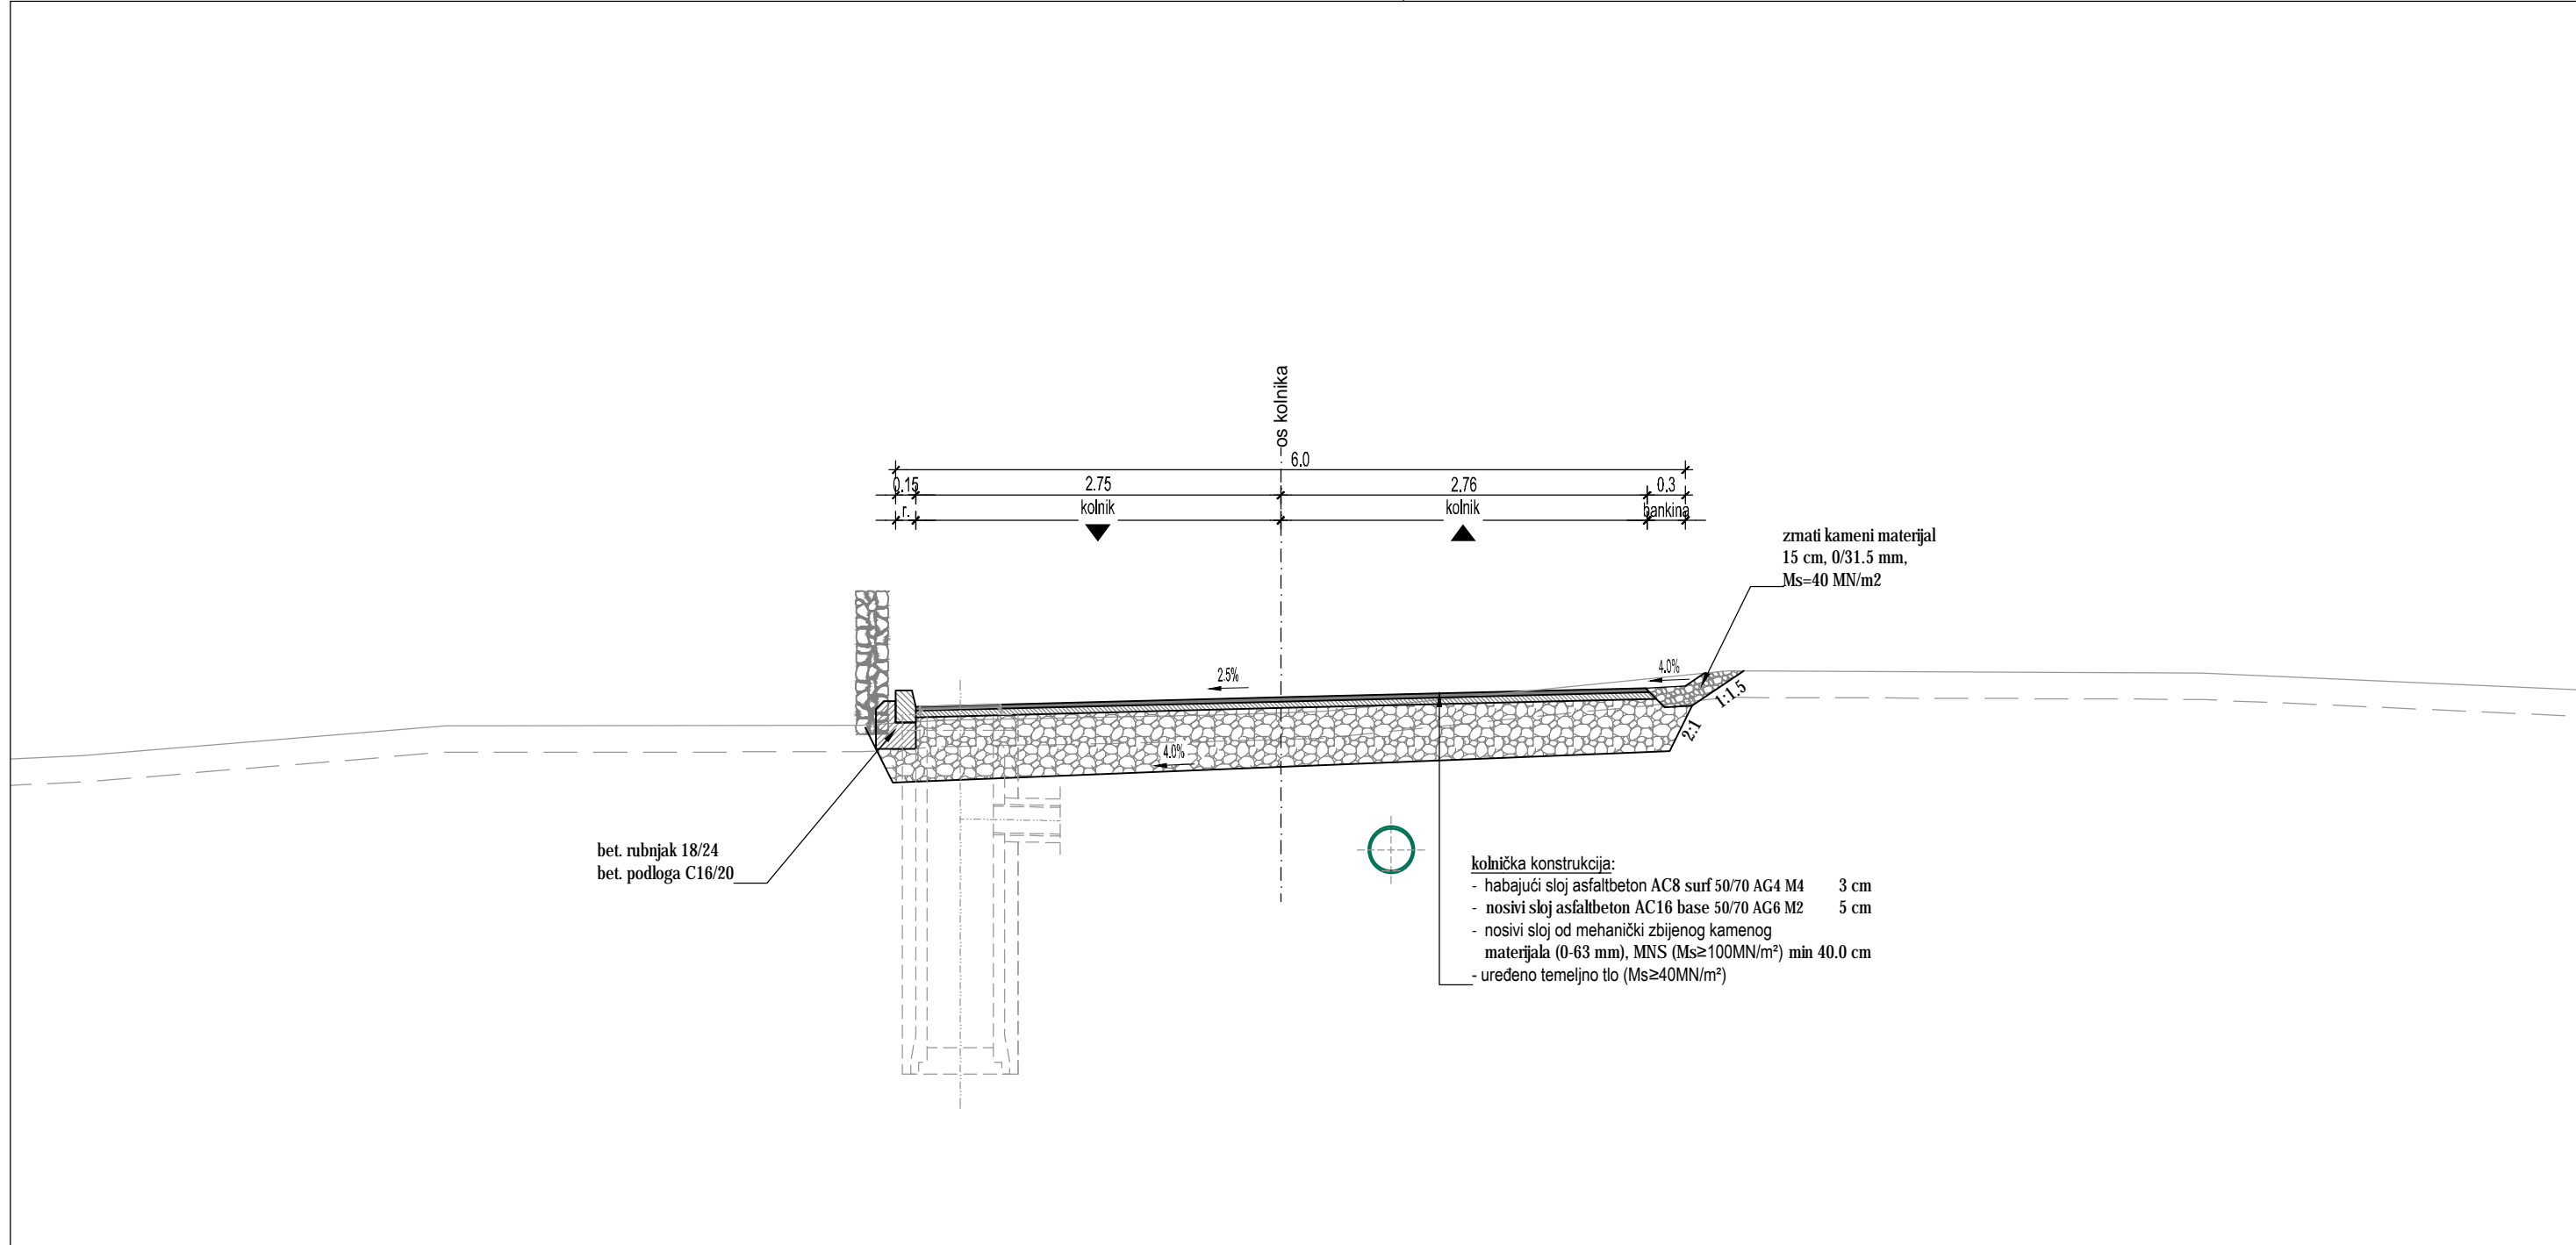 os kolnika
6.0
0.15
2.75
2.76
0.3
r.
kolnik
kolnik
bankina
zrnati kameni materijal
15 cm, 0/31.5 mm,
Ms=40 MN/m2
2.5%
4.0%
1:1.5
2:1
4.0%
bet. rubnjak 18/24
bet. podloga C16/20
kolnička konstrukcija:
- habajući sloj asfaltbeton AC8 surf 50/70 AG4 M4 3 cm
- nosivi sloj asfaltbeton AC16 base 50/70 AG6 M2 5 cm
- nosivi sloj od mehanički zbijenog kamenog
materijala (0-63 mm), MNS (Ms≥100MN/m²) min 40.0 cm
- uređeno temeljno tlo (Ms≥40MN/m²)